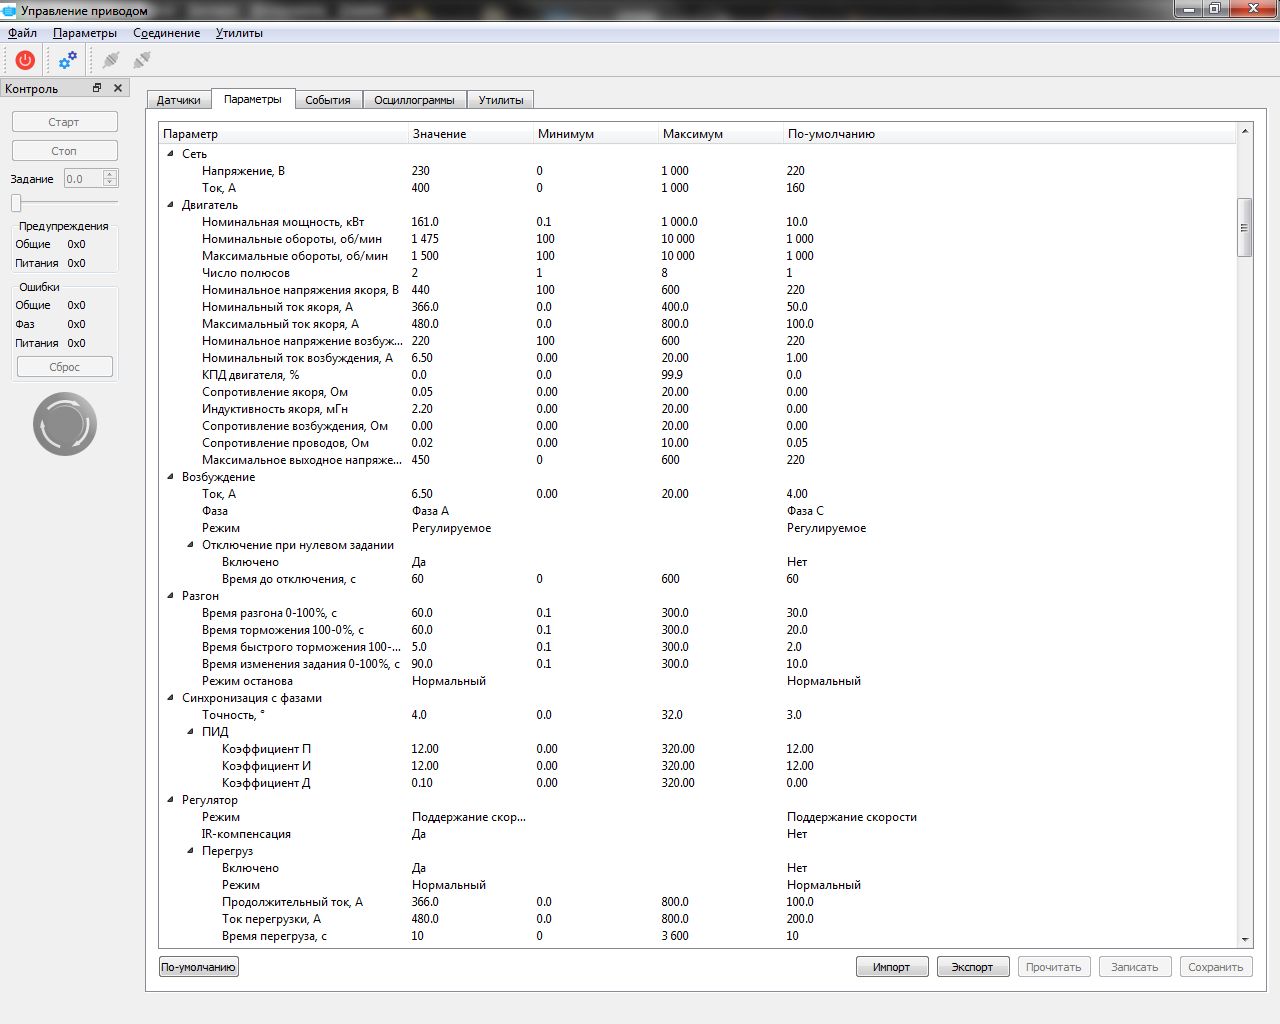 Управление приводом
Файл Параметры Соединение Утилиты
Контроль
Старт
Стоп
Задание 0.0
Предупреждения
Общие 0x0
Питания 0x0
Ошибки
Общие 0x0
Фаз 0x0
Питания 0x0
Сброс
Датчики Параметры События Осциллограммы Утилиты
Параметр Значение Минимум Максимум По-умолчанию
Сеть
Напряжение, В 230 0 1 000 220
Ток, А 400 0 1 000 160
Двигатель
Номинальная мощность, кВт 161.0 0.1 1 000.0 10.0
Номинальные обороты, об/мин 1 475 100 10 000 1 000
Максимальные обороты, об/мин 1 500 100 10 000 1 000
Число полюсов 2 1 8 1
Номинальное напряжения якоря, В 440 100 600 220
Номинальный ток якоря, А 366.0 0.0 400.0 50.0
Максимальный ток якоря, А 480.0 0.0 800.0 100.0
Номинальное напряжение возбуж... 220 100 600 220
Номинальный ток возбуждения, А 6.50 0.00 20.00 1.00
КПД двигателя, % 0.0 0.0 99.9 0.0
Сопротивление якоря, Ом 0.05 0.00 20.00 0.00
Индуктивность якоря, мГн 2.20 0.00 20.00 0.00
Сопротивление возбуждения, Ом 0.00 0.00 20.00 0.00
Сопротивление проводов, Ом 0.02 0.00 10.00 0.05
Максимальное выходное напряже... 450 0 600 220
Возбуждение
Ток, А 6.50 0.00 20.00 4.00
Фаза Фаза А Фаза С
Режим Регулируемое Регулируемое
Отключение при нулевом задании
Включено Да Нет
Время до отключения, с 60 0 600 60
Разгон
Время разгона 0-100%, с 60.0 0.1 300.0 30.0
Время торможения 100-0%, с 60.0 0.1 300.0 20.0
Время быстрого торможения 100-... 5.0 0.1 300.0 2.0
Время изменения задания 0-100%, с 90.0 0.1 300.0 10.0
Режим останова Нормальный Нормальный
Синхронизация с фазами
Точность, ° 4.0 0.0 32.0 3.0
ПИД
Коэффициент П 12.00 0.00 320.00 12.00
Коэффициент И 12.00 0.00 320.00 12.00
Коэффициент Д 0.10 0.00 320.00 0.00
Регулятор
Режим Поддержание скор... Поддержание скорости
IR-компенсация Да Нет
Перегруз
Включено Да Нет
Режим Нормальный Нормальный
Продолжительный ток, А 366.0 0.0 800.0 100.0
Ток перегрузки, А 480.0 0.0 800.0 200.0
Время перегруза, с 10 0 3 600 10
По-умолчанию Импорт Экспорт Прочитать Записать Сохранить